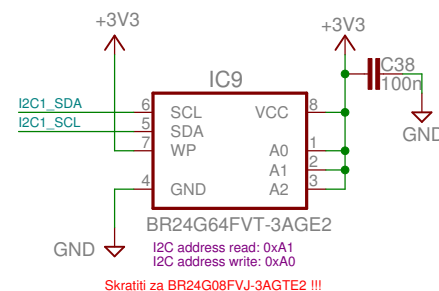 +3V3
+3V3
IC9
C38
100n
I2C1_SDA
6
SCL
VCC
8
I2C1_SCL
5
SDA
7
WP
A0
1
A1
2
4
GND
A2
3
GND
BR24G64FVT-3AGE2
GND
I2C address read: 0xA1
I2C address write: 0xA0
Skratiti za BR24G08FVJ-3AGTE2 !!!